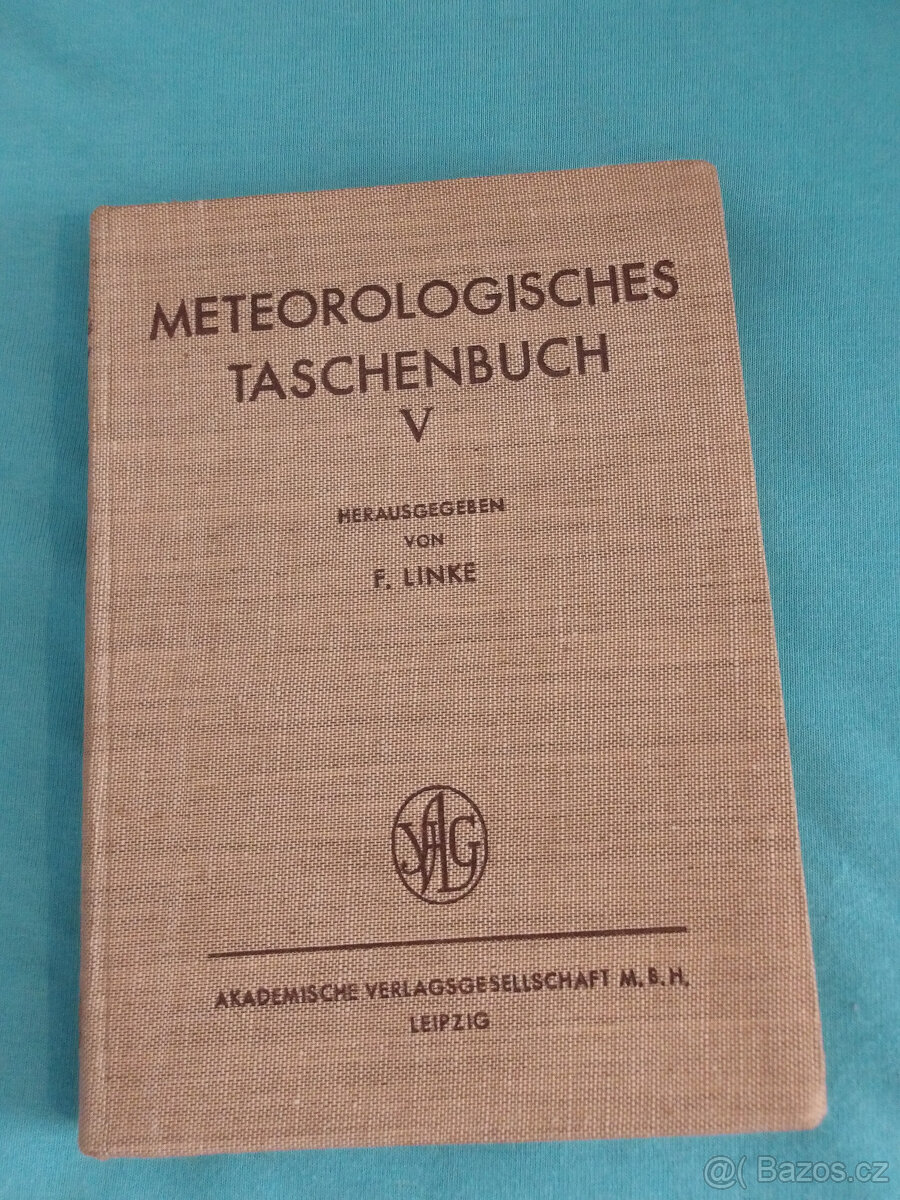 METEOROLOGISCHES
TASCHENBUCH
V
HERAUSGEGEBEN
VON
F. LINKE
AVG
AKADEMISCHE VERLAGSGESELLSCHAFT M.B.H.
LEIPZIG
@( Bazos.cz